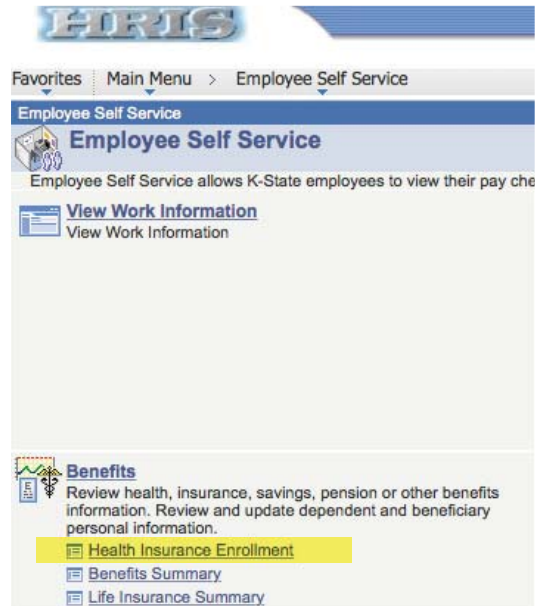 HRIS
Favorites Main Menu > Employee Self Service
Employee Self Service
Employee Self Service
Employee Self Service allows K-State employees to view their pay che
View Work Information
View Work Information
Benefits
Review health, insurance, savings, pension or other benefits
information. Review and update dependent and beneficiary
personal information.
Health Insurance Enrollment
Benefits Summary
Life Insurance Summary